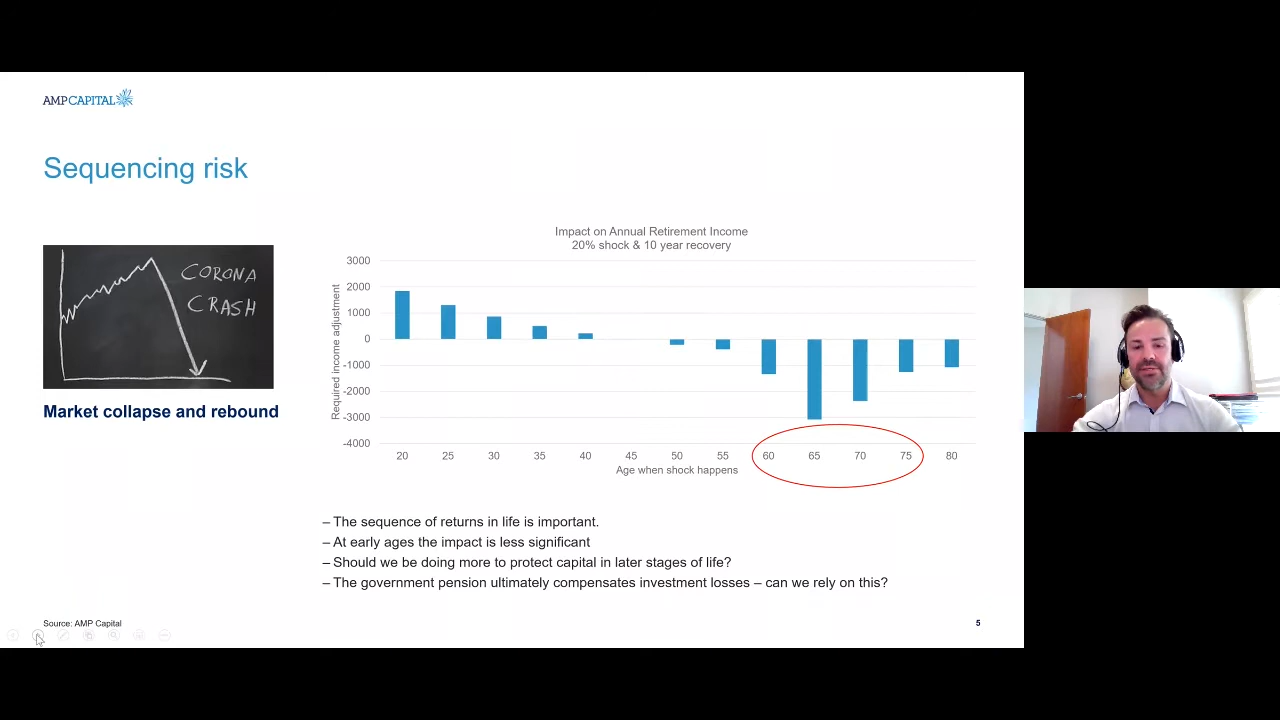 AMP CAPITAL
Sequencing risk
CORONA
CRASH
Market collapse and rebound
Impact on Annual Retirement Income
20% shock & 10 year recovery
Required income adjustment
3000
2000
1000
0
-1000
-2000
-3000
-4000
20 25 30 35 40 45 50 55 60 65 70 75 80
Age when shock happens
– The sequence of returns in life is important.
– At early ages the impact is less significant
– Should we be doing more to protect capital in later stages of life?
– The government pension ultimately compensates investment losses – can we rely on this?
Source: AMP Capital
5